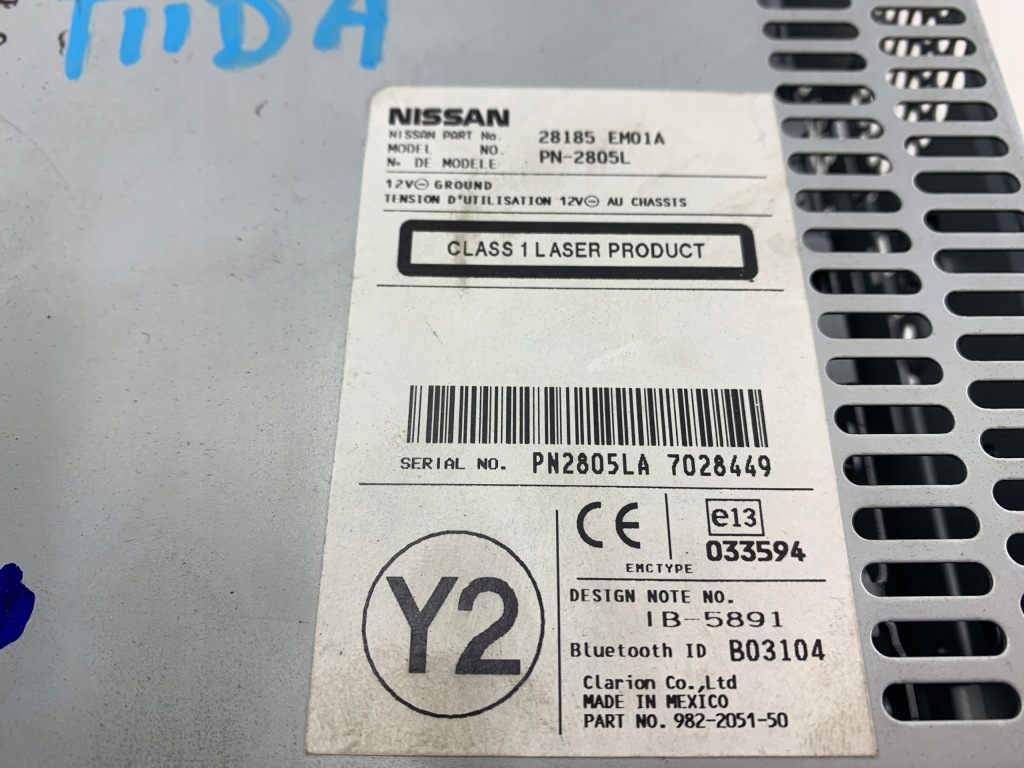 TIIDA
NISSAN
NISSAN PART No. 28185 EM01A
MODEL NO. PN-2805L
N. DE MODELE
12V⊖ GROUND
TENSION D'UTILISATION 12V⊖ AU CHASSIS
CLASS 1 LASER PRODUCT
SERIAL NO. PN2805LA 7028449
Y2
CE
e13
033594
EMCTYPE
DESIGN NOTE NO.
IB-5891
Bluetooth ID B03104
Clarion Co.,Ltd
MADE IN MEXICO
PART NO. 982-2051-50